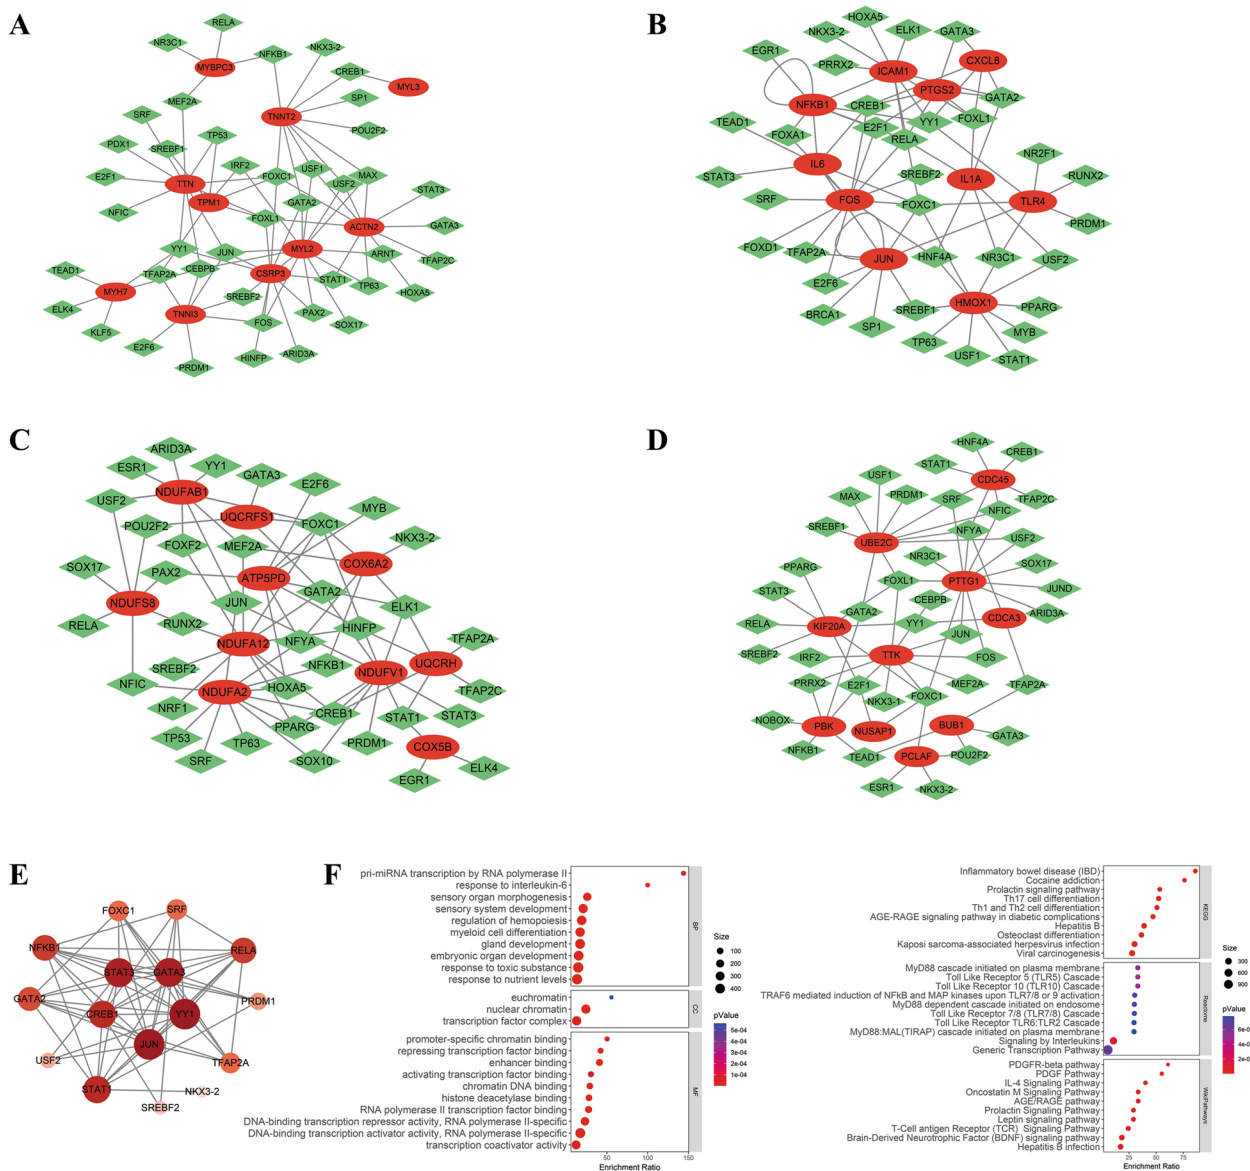 A
RELA
NR3C1
NFKB1
NKX3-2
MYBPC3
CREB1
MYL3
MEF2A
SP1
SRF
TNNT2
POU2F2
PDX1
TP53
SREBF1
IRF2
USF1
E2F1
TTN
FOXC1
MAX
USF2
STAT3
NFIC
TPM1
GATA2
FOXL1
ACTN2
GATA3
YY1
JUN
MYL2
ARNT
TFAP2C
TEAD1
TFAP2A
CEBPB
CSRP3
STAT1
TP63
MYH7
HOXA5
SREBF2
ELK4
TNNI3
PAX2
KLF5
FOS
SOX17
E2F6
HINFP
ARID3A
PRDM1
B
HOXA5
NKX3-2
ELK1
GATA3
EGR1
PRRX2
ICAM1
CXCL8
PTGS2
GATA2
NFKB1
CREB1
TEAD1
FOXA1
E2F1
YY1
FOXL1
RELA
NR2F1
IL6
STAT3
SREBF2
IL1A
RUNX2
SRF
FOS
FOXC1
TLR4
PRDM1
FOXD1
TFAP2A
JUN
HNF4A
NR3C1
USF2
E2F6
BRCA1
SREBF1
HMOX1
PPARG
SP1
TP63
MYB
USF1
STAT1
C
ARID3A
ESR1
YY1
GATA3
E2F6
NDUFAB1
USF2
MYB
UQCRFS1
POU2F2
FOXC1
NKX3-2
FOXF2
MEF2A
SOX17
PAX2
ATP5PD
COX6A2
GATA2
NDUFS8
JUN
ELK1
RELA
RUNX2
HINFP
TFAP2A
NDUFA12
NFYA
SREBF2
NFKB1
NDUFV1
UQCRH
NFIC
NDUFA2
HOXA5
TFAP2C
NRF1
CREB1
STAT1
STAT3
TP53
TP63
PPARG
PRDM1
SRF
SOX10
COX5B
EGR1
ELK4
D
HNF4A
CREB1
STAT1
USF1
CDC45
MAX
PRDM1
SRF
TFAP2C
NFIC
SREBF1
NFYA
USF2
UBE2C
NR3C1
SOX17
PPARG
FOXL1
PTTG1
STAT3
JUND
CEBPB
GATA2
ARID3A
RELA
KIF20A
YY1
CDCA3
JUN
SREBF2
IRF2
TTK
FOS
PRRX2
E2F1
MEF2A
TFAP2A
NKX3-1
FOXC1
NOBOX
PBK
NUSAP1
BUB1
GATA3
NFKB1
TEAD1
PCLAF
POU2F2
ESR1
NKX3-2
E
FOXC1
SRF
NFKB1
RELA
STAT3
GATA3
GATA2
PRDM1
CREB1
YY1
JUN
USF2
TFAP2A
STAT1
NKX3-2
SREBF2
F
pri-miRNA transcription by RNA polymerase II
response to interleukin-6
sensory organ morphogenesis
sensory system development
regulation of hemopoiesis
myeloid cell differentiation
gland development
embryonic organ development
response to toxic substance
response to nutrient levels
BP
euchromatin
nuclear chromatin
transcription factor complex
CC
promoter-specific chromatin binding
repressing transcription factor binding
enhancer binding
activating transcription factor binding
chromatin DNA binding
histone deacetylase binding
RNA polymerase II transcription factor binding
DNA-binding transcription repressor activity, RNA polymerase II-specific
DNA-binding transcription activator activity, RNA polymerase II-specific
transcription coactivator activity
MF
50
100
150
Enrichment Ratio
Size
100
200
300
400
pValue
5e-04
4e-04
3e-04
2e-04
1e-04
Inflammatory bowel disease (IBD)
Cocaine addiction
Prolactin signaling pathway
Th17 cell differentiation
Th1 and Th2 cell differentiation
AGE-RAGE signaling pathway in diabetic complications
Hepatitis B
Osteoclast differentiation
Kaposi sarcoma-associated herpesvirus infection
Viral carcinogenesis
KEGG
MyD88 cascade initiated on plasma membrane
Toll Like Receptor 5 (TLR5) Cascade
Toll Like Receptor 10 (TLR10) Cascade
TRAF6 mediated induction of NFkB and MAP kinases upon TLR7/8 or 9 activation
MyD88 dependent cascade initiated on endosome
Toll Like Receptor 7/8 (TLR7/8) Cascade
Toll Like Receptor TLR6:TLR2 Cascade
MyD88:MAL(TIRAP) cascade initiated on plasma membrane
Signaling by Interleukins
Generic Transcription Pathway
Reactome
PDGFR-beta pathway
PDGF Pathway
IL-4 Signaling Pathway
Oncostatin M Signaling Pathway
AGE/RAGE pathway
Prolactin Signaling Pathway
Leptin signaling pathway
T-Cell antigen Receptor (TCR) Signaling Pathway
Brain-Derived Neurotrophic Factor (BDNF) signaling pathway
Hepatitis B infection
WikiPathways
25
50
75
Enrichment Ratio
Size
300
600
900
pValue
6e-0
4e-0
2e-0